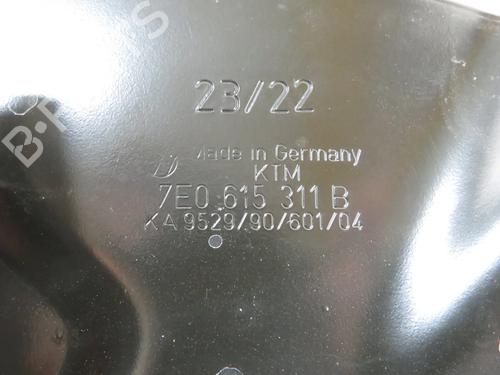 23/22
Made in Germany
KTM
7E0 615 311 B
KA 9529/90/601/04